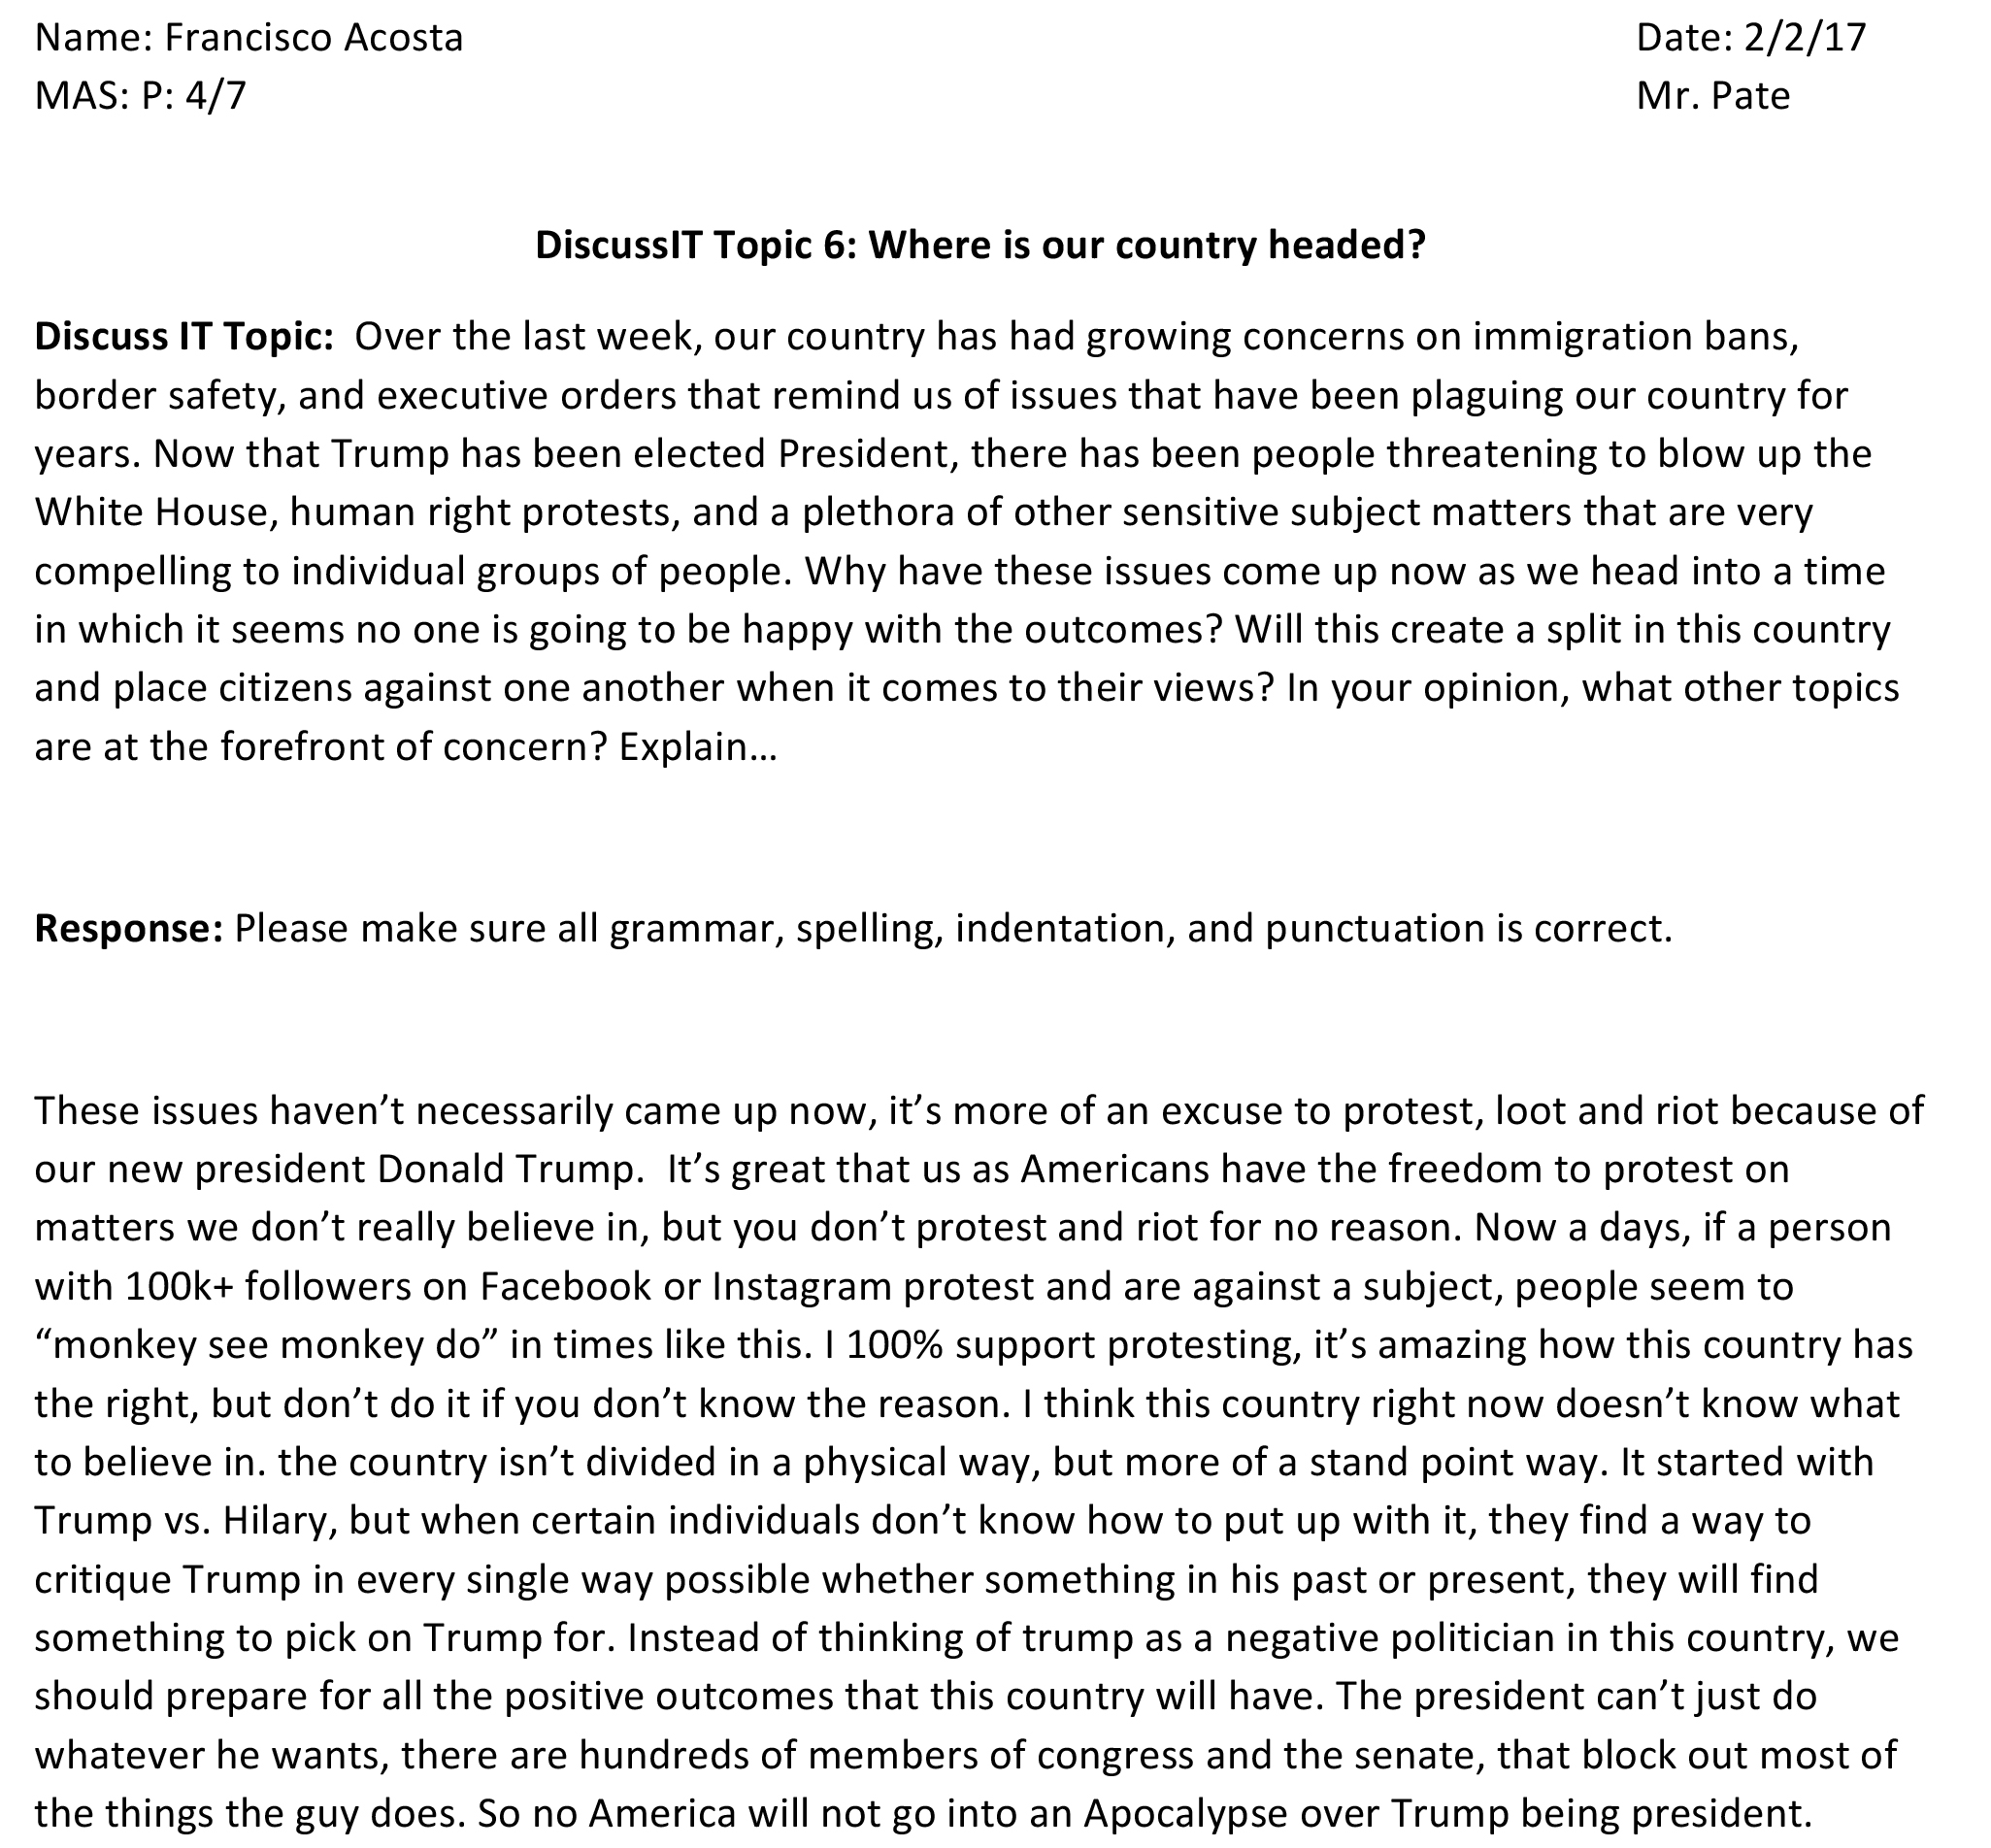 Name: Francisco Acosta Date: 2/2/17
MAS: P: 4/7 Mr. Pate
DiscussIT Topic 6: Where is our country headed?
Discuss IT Topic:  Over the last week, our country has had growing concerns on immigration bans,
border safety, and executive orders that remind us of issues that have been plaguing our country for
years. Now that Trump has been elected President, there has been people threatening to blow up the
White House, human right protests, and a plethora of other sensitive subject matters that are very
compelling to individual groups of people. Why have these issues come up now as we head into a time
in which it seems no one is going to be happy with the outcomes? Will this create a split in this country
and place citizens against one another when it comes to their views? In your opinion, what other topics
are at the forefront of concern? Explain…
Response: Please make sure all grammar, spelling, indentation, and punctuation is correct.
These issues haven’t necessarily came up now, it’s more of an excuse to protest, loot and riot because of
our new president Donald Trump.  It’s great that us as Americans have the freedom to protest on
matters we don’t really believe in, but you don’t protest and riot for no reason. Now a days, if a person
with 100k+ followers on Facebook or Instagram protest and are against a subject, people seem to
“monkey see monkey do” in times like this. I 100% support protesting, it’s amazing how this country has
the right, but don’t do it if you don’t know the reason. I think this country right now doesn’t know what
to believe in. the country isn’t divided in a physical way, but more of a stand point way. It started with
Trump vs. Hilary, but when certain individuals don’t know how to put up with it, they find a way to
critique Trump in every single way possible whether something in his past or present, they will find
something to pick on Trump for. Instead of thinking of trump as a negative politician in this country, we
should prepare for all the positive outcomes that this country will have. The president can’t just do
whatever he wants, there are hundreds of members of congress and the senate, that block out most of
the things the guy does. So no America will not go into an Apocalypse over Trump being president.